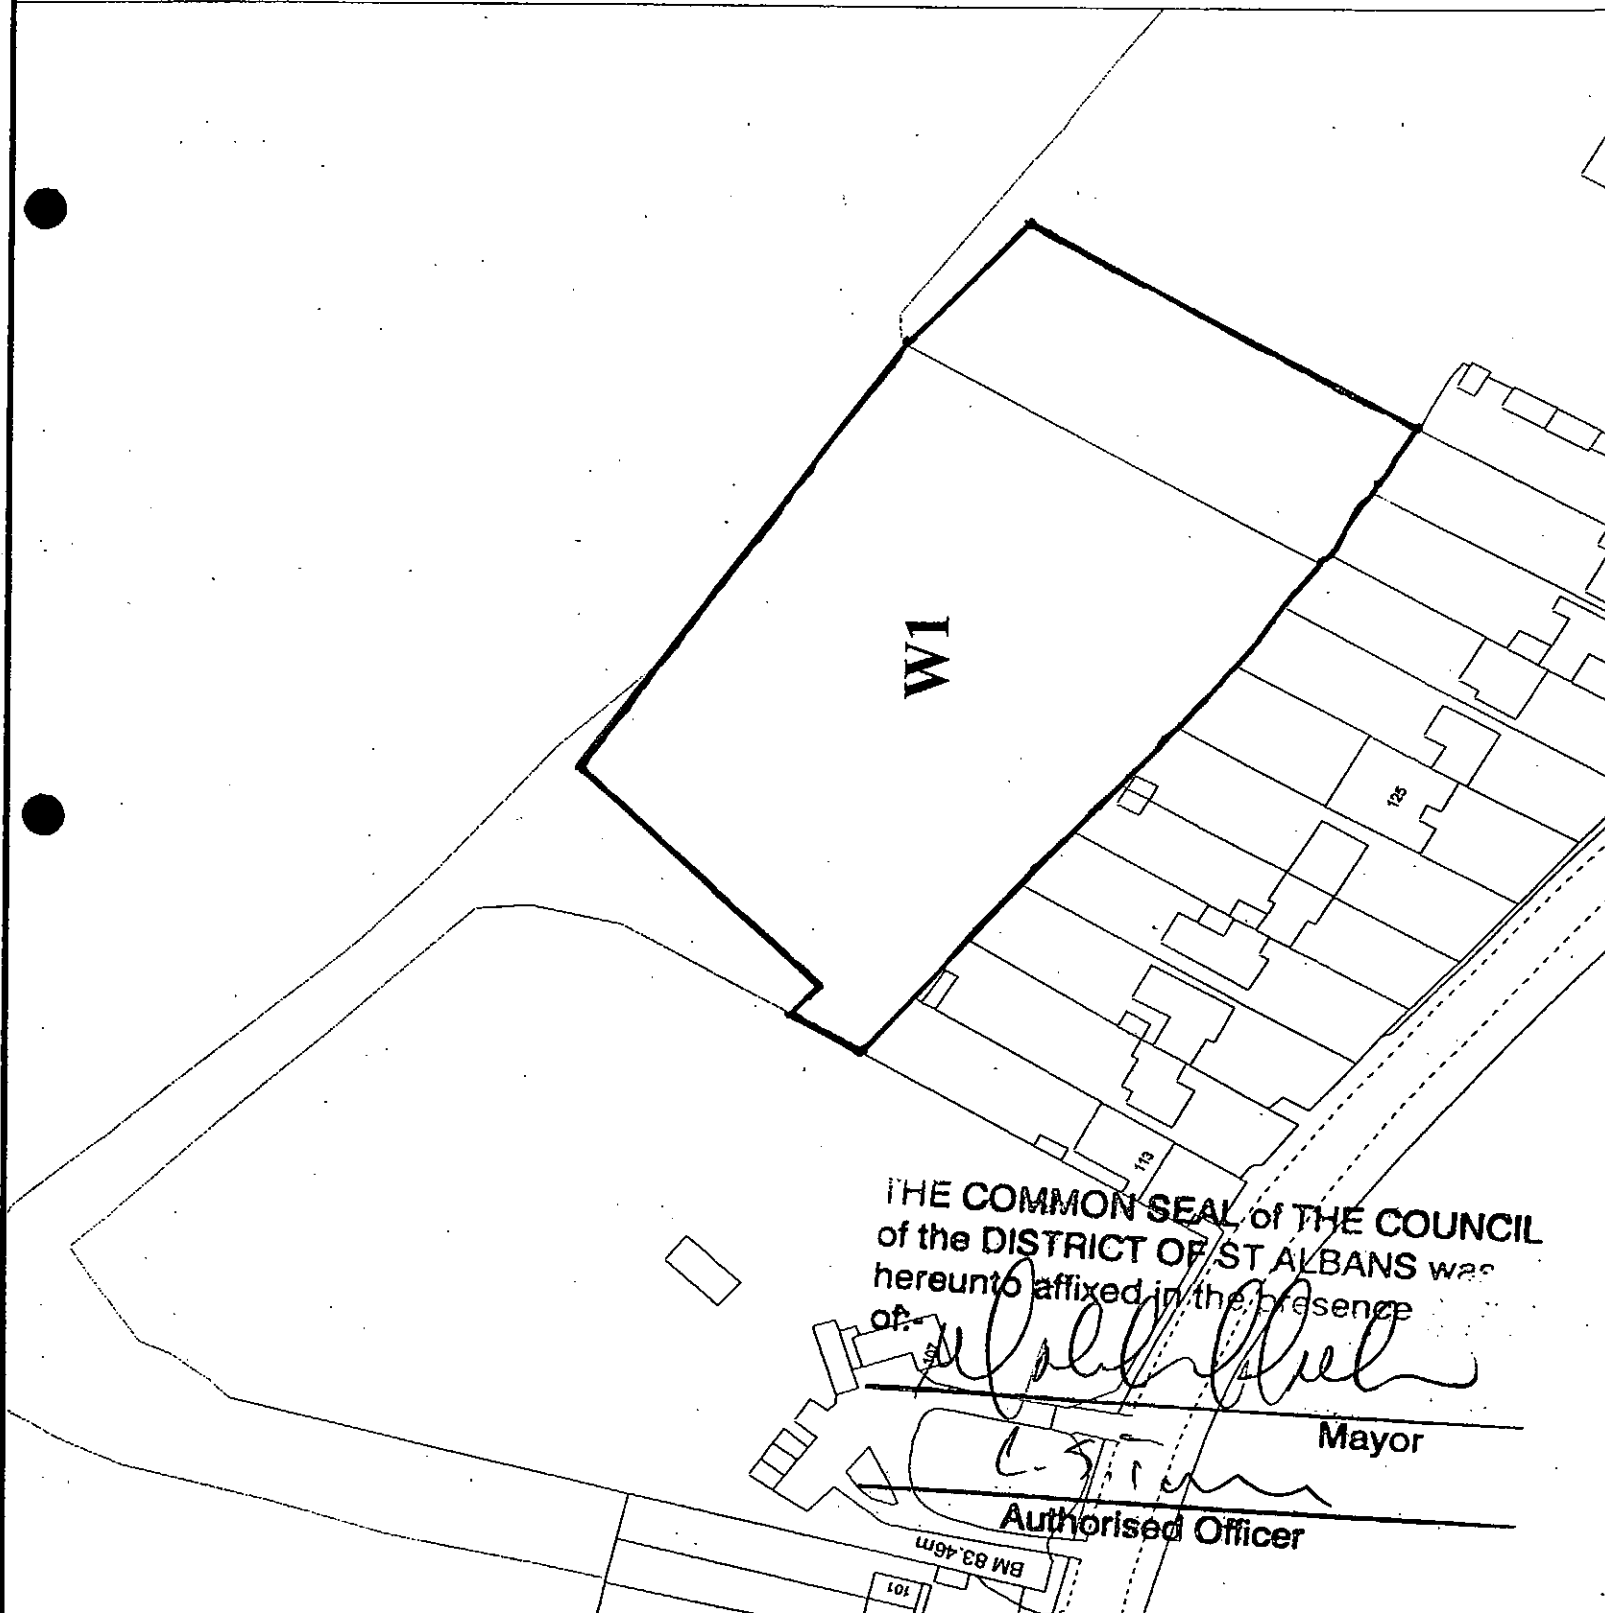 W1
125
113
THE COMMON SEAL of THE COUNCIL
of the DISTRICT OF ST ALBANS was
hereunto affixed in the presence
of:-
107
Mayor
Authorised Officer
BM 83.46m
101